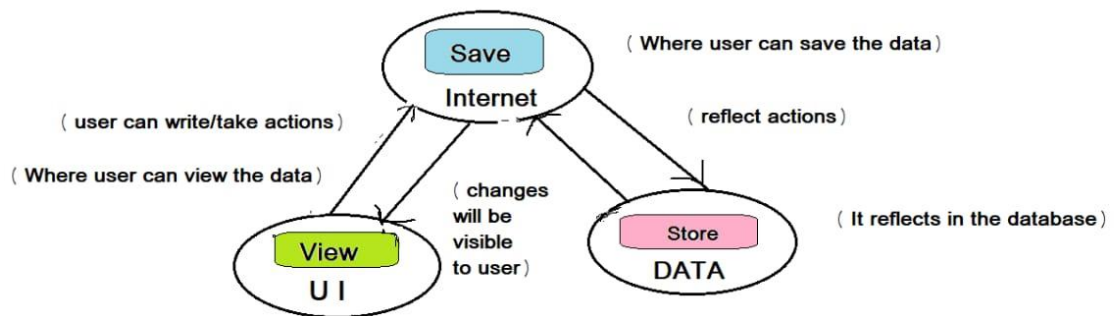 Save
( Where user can save the data)
Internet
( user can write/take actions)
( reflect actions)
( Where user can view the data)
( changes
will be
visible
to user)
Store
( It reflects in the database)
View
DATA
U I